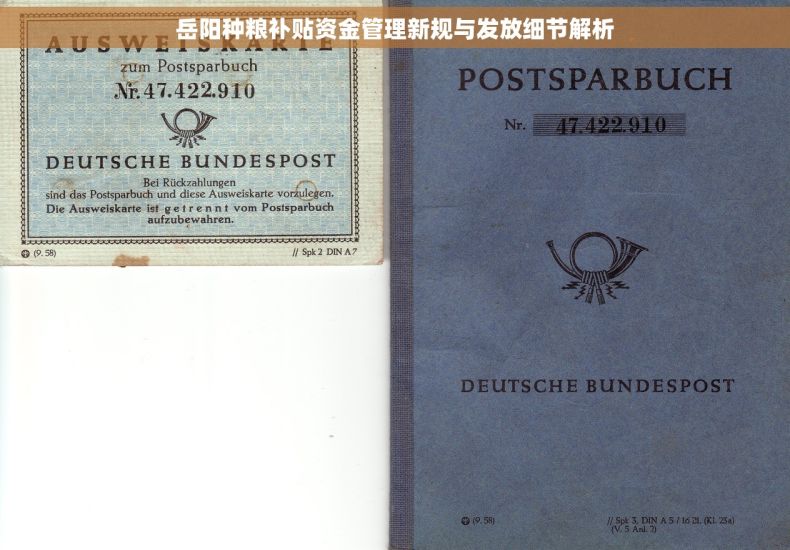 岳阳种粮补贴资金管理新规与发放细节解析
AUSWEISKARTE
zum Postsparbuch
Nr. 47.422.910
DEUTSCHE BUNDESPOST
Bei Rückzahlungen
sind das Postsparbuch und diese Ausweiskarte vorzulegen.
Die Ausweiskarte ist getrennt vom Postsparbuch
aufzubewahren.
(9. 58)
// Spk 2 DIN A 7
POSTSPARBUCH
Nr. 47.422.910
DEUTSCHE BUNDESPOST
(9. 58)
// Spk 3, DIN A 5 / 16 Zl. (Kl. 23a)
(V. 5 Anl. 2)